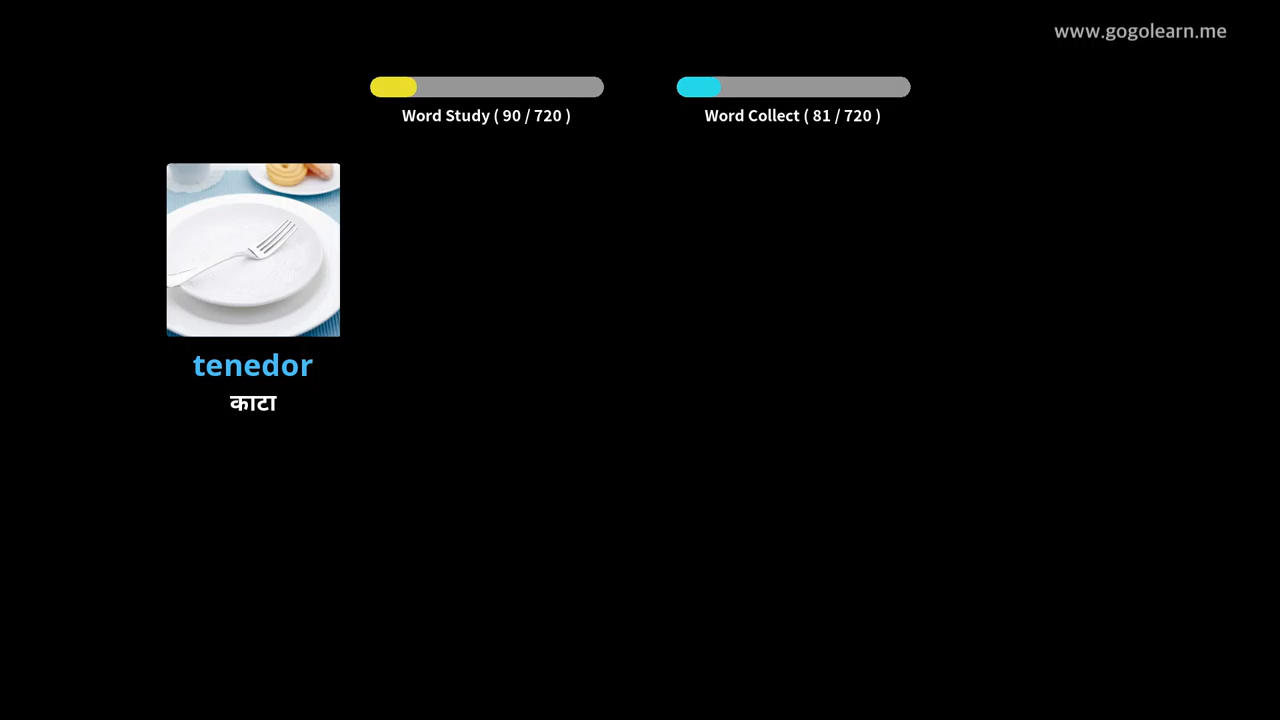 www.gogolearn.me
Word Study ( 90 / 720 )
Word Collect ( 81 / 720 )
tenedor
काटा